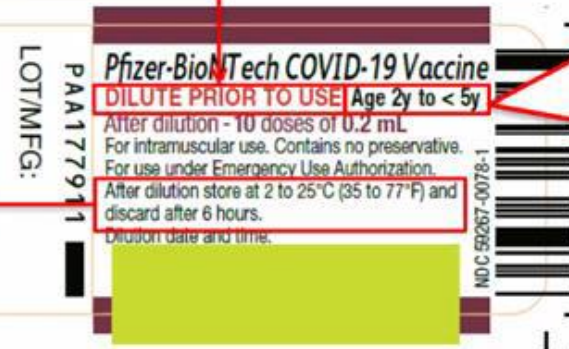 Pfizer-BioNTech COVID-19 Vaccine
DILUTE PRIOR TO USE Age 2y to < 5y
After dilution - 10 doses of 0.2 mL
For intramuscular use. Contains no preservative.
For use under Emergency Use Authorization.
After dilution store at 2 to 25°C (35 to 77°F) and
discard after 6 hours.
Dilution date and time:
LOT/MFG:
PAA177911
NDC 59267-0078-1